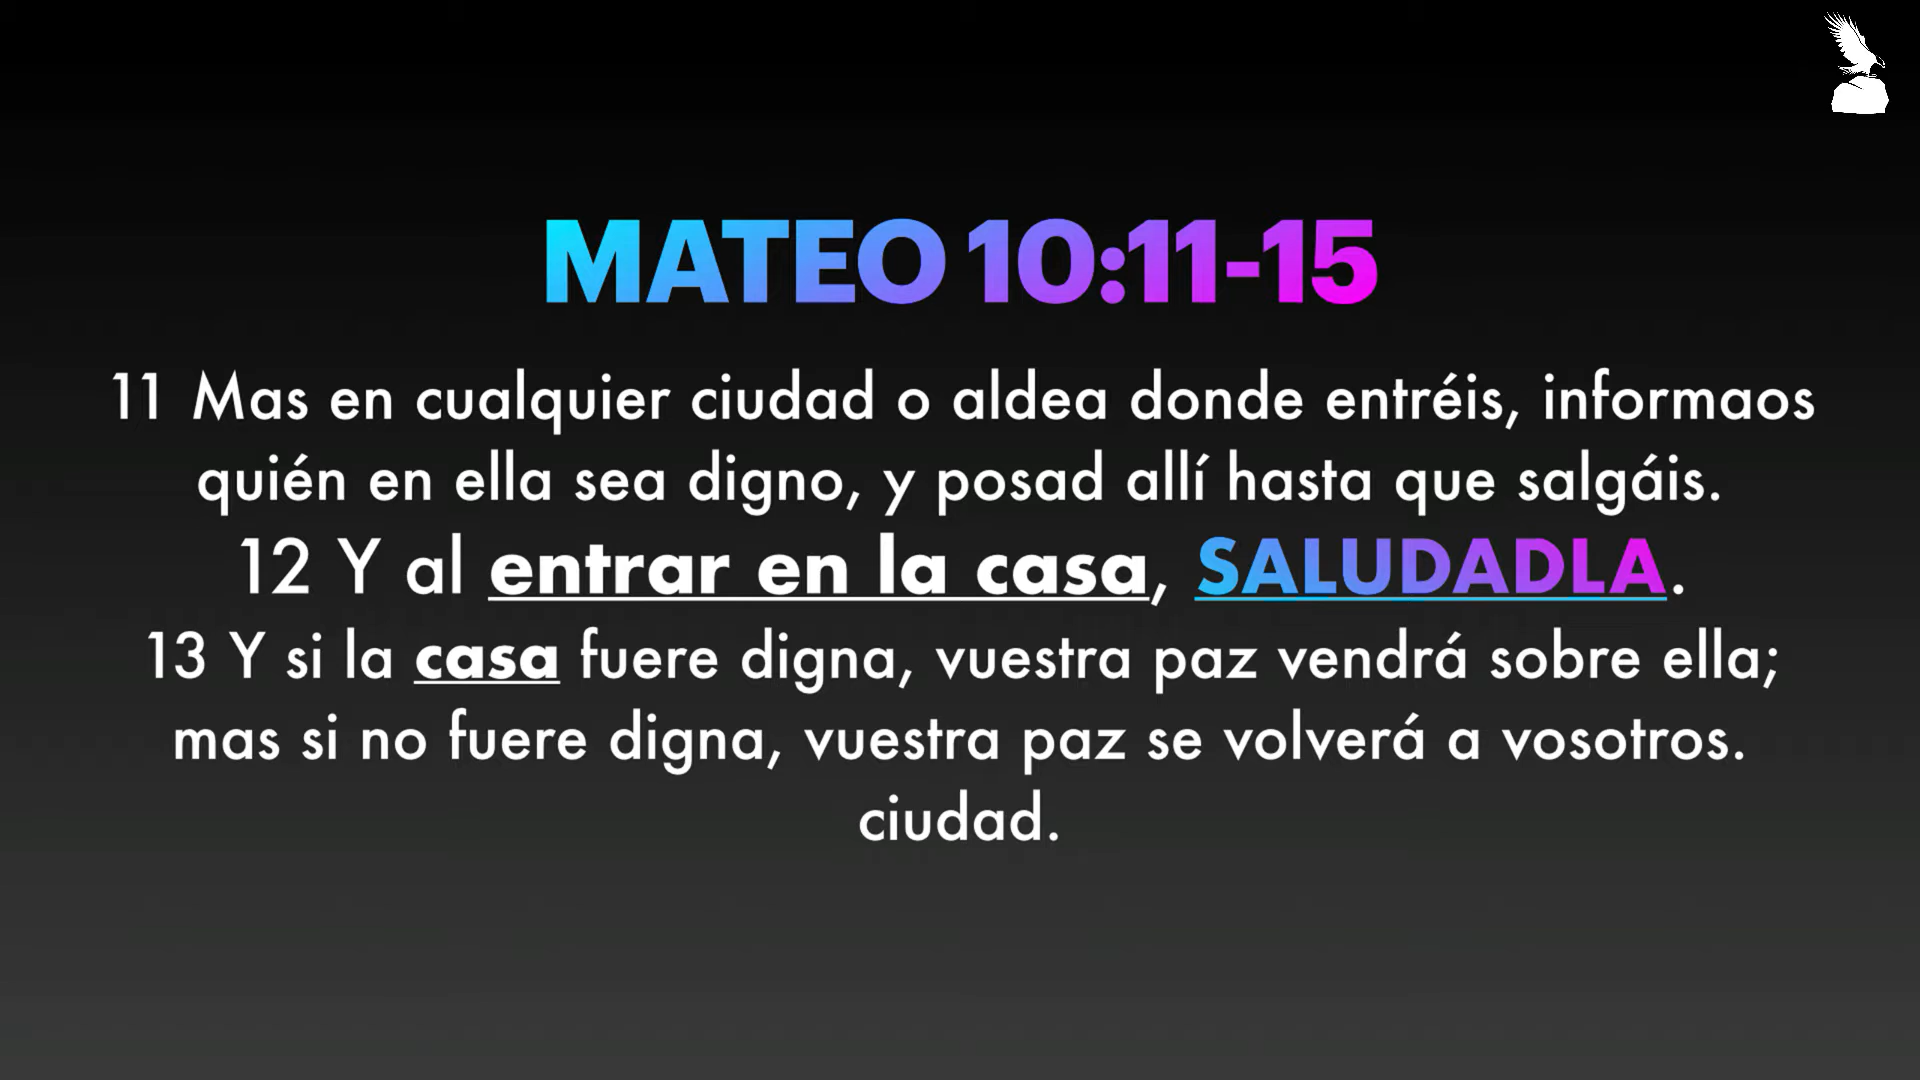 MATEO 10:11-15
11 Mas en cualquier ciudad o aldea donde entréis, informaos
quién en ella sea digno, y posad allí hasta que salgáis.
12 Y al entrar en la casa, SALUDADLA.
13 Y si la casa fuere digna, vuestra paz vendrá sobre ella;
mas si no fuere digna, vuestra paz se volverá a vosotros.
ciudad.